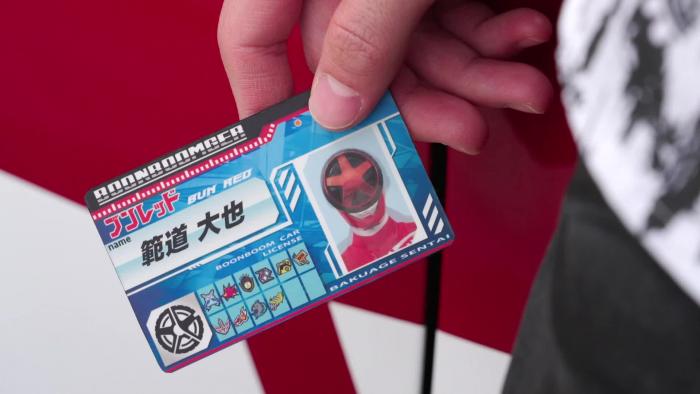 BOONBOOMGER
ブンレッド BUN RED
name
範道 大也
BOONBOOM CAR
LICENSE
BAKUAGE SENTAI